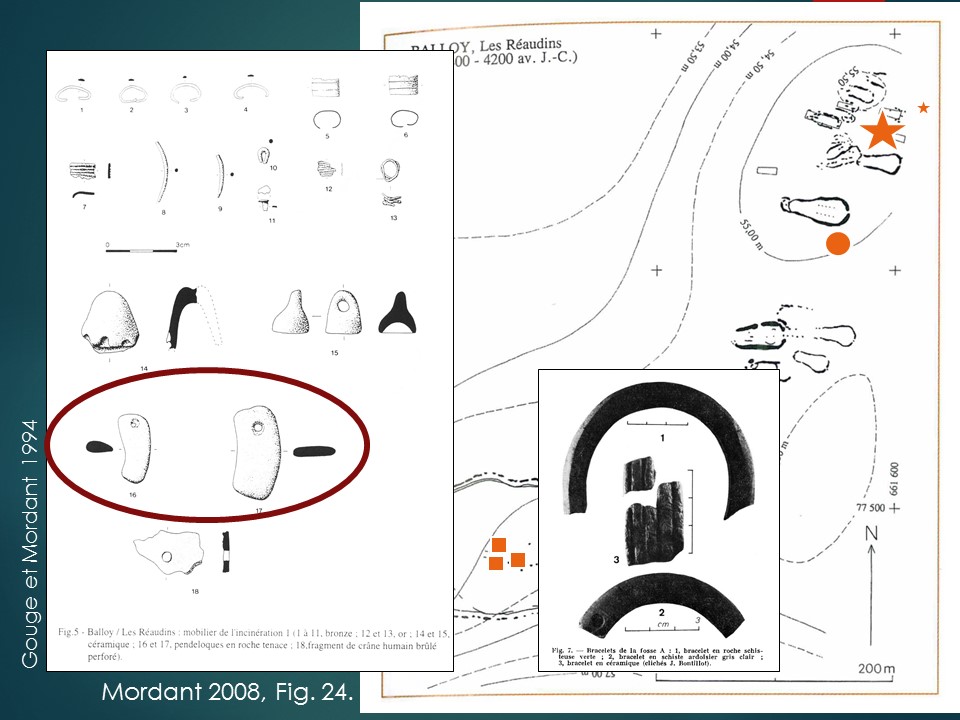 BALLOY, Les Réaudins
00 - 4200 av. J.-C.)
53,50 m
54,00 m
54,50 m
55,00
55,00 m
1
2
3
4
5
6
7
8
9
10
11
12
13
0 3cm
14
15
16
17
18
Fig.5 - Balloy / Les Réaudins : mobilier de l'incinération 1 (1 à 11, bronze ; 12 et 13, or ; 14 et 15,
céramique ; 16 et 17, pendeloques en roche tenace ; 18,fragment de crâne humain brûlé
perforé).
Gouge et Mordant 1994
Mordant 2008, Fig. 24.
1
3
2
cm 3
Fig. 7. — Bracelets de la fosse A : 1, bracelet en roche schis-
teuse verte ; 2, bracelet en schiste ardoisier gris clair ;
3, bracelet en céramique (clichés J. Bontillot).
661 600
77 500
N
200 m